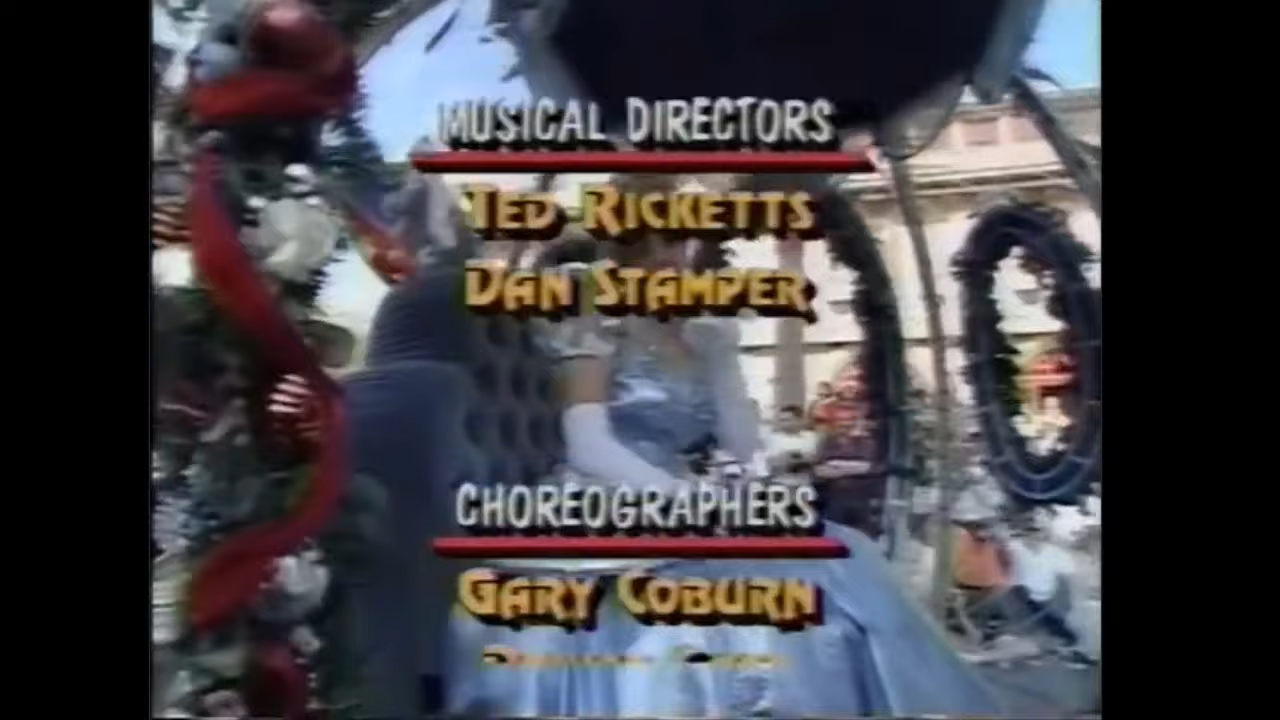 MUSICAL DIRECTORS
TED RICKETTS
DAN STAMPER
CHOREOGRAPHERS
GARY COBURN